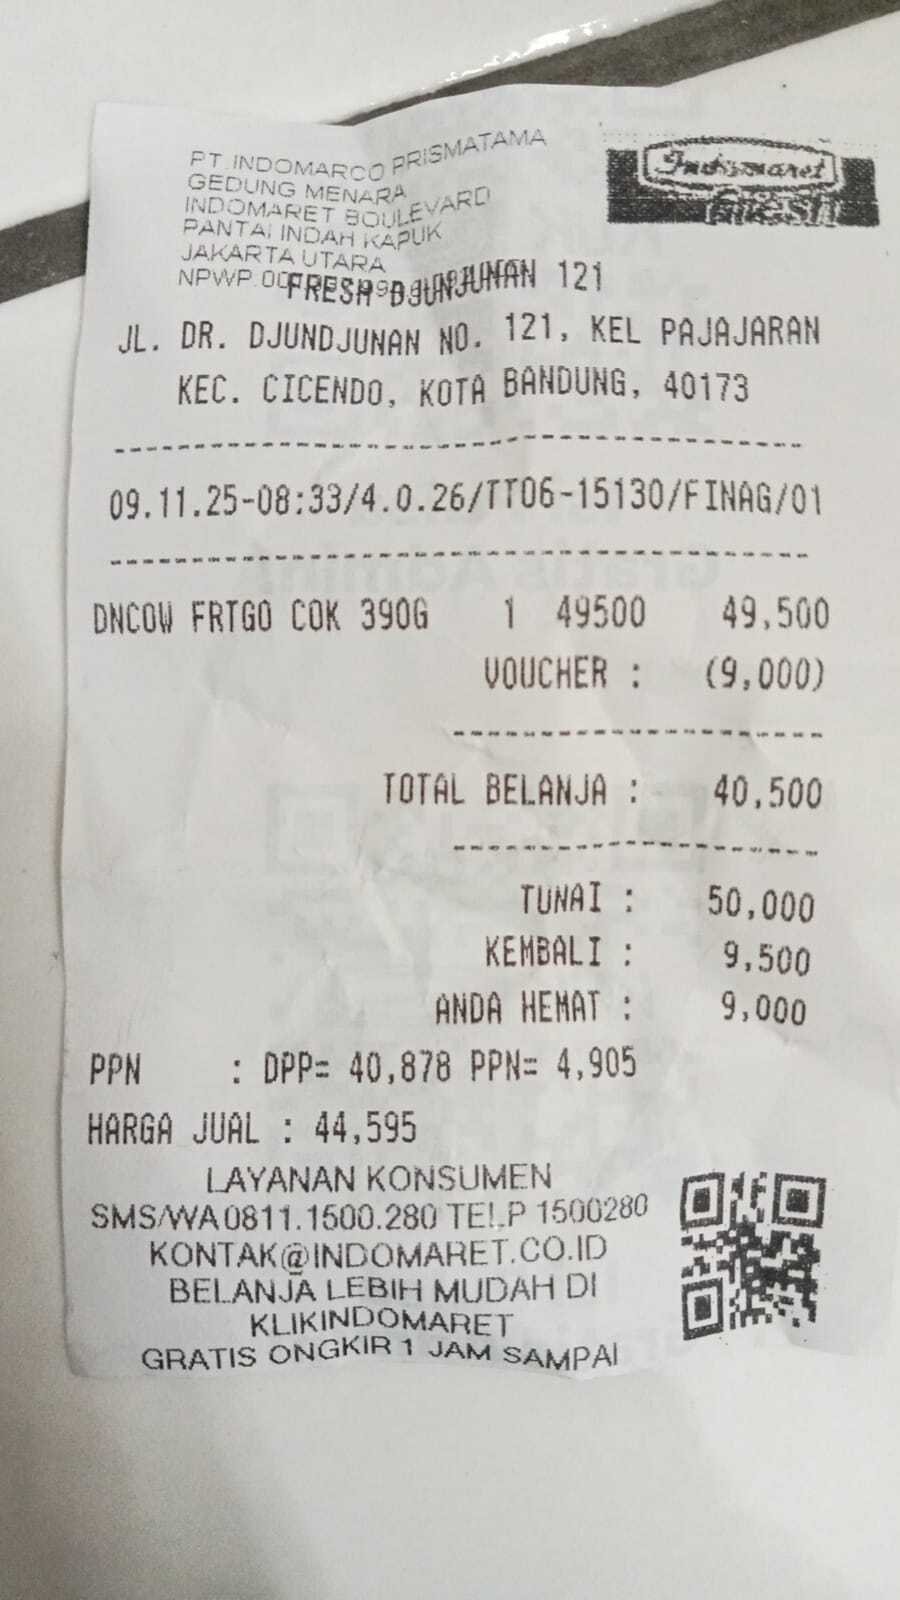 PT INDOMARCO PRISMATAMA
GEDUNG MENARA
INDOMARET BOULEVARD
PANTAI INDAH KAPUK
JAKARTA UTARA
NPWP
Indomaret
FRESH
FRESH DJUNJUNAN 121
JL. DR. DJUNDJUNAN NO. 121, KEL PAJAJARAN
KEC. CICENDO, KOTA BANDUNG, 40173
09.11.25-08:33/4.0.26/TT06-15130/FINAG/01
DNCOW FRTGO COK 390G 1 49500 49,500
VOUCHER : (9,000)
TOTAL BELANJA : 40,500
TUNAI : 50,000
KEMBALI : 9,500
ANDA HEMAT : 9,000
PPN : DPP= 40,878 PPN= 4,905
HARGA JUAL : 44,595
LAYANAN KONSUMEN
SMS/WA 0811.1500.280 TELP 1500280
KONTAK@INDOMARET.CO.ID
BELANJA LEBIH MUDAH DI
KLIKINDOMARET
GRATIS ONGKIR 1 JAM SAMPAI